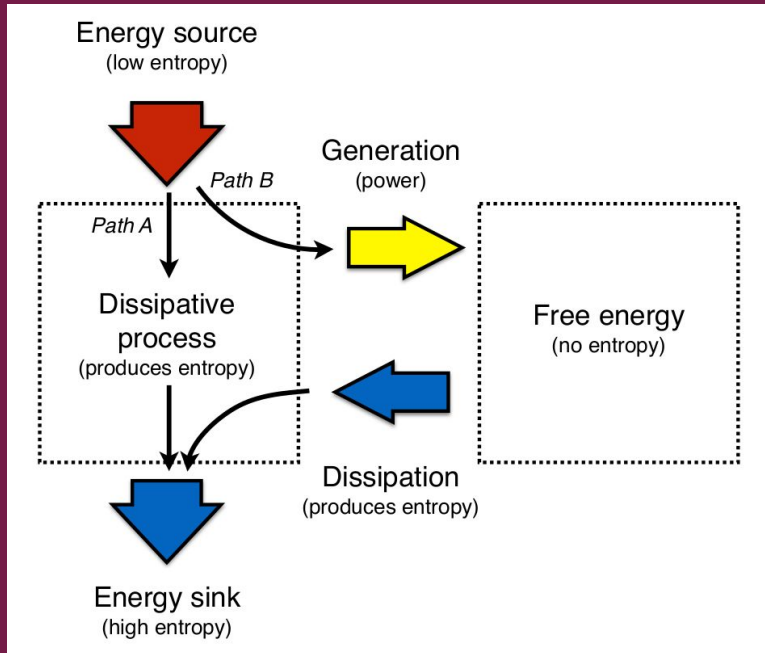 Energy source
(low entropy)
Generation
(power)
Path B
Path A
Dissipative
process
(produces entropy)
Free energy
(no entropy)
Dissipation
(produces entropy)
Energy sink
(high entropy)